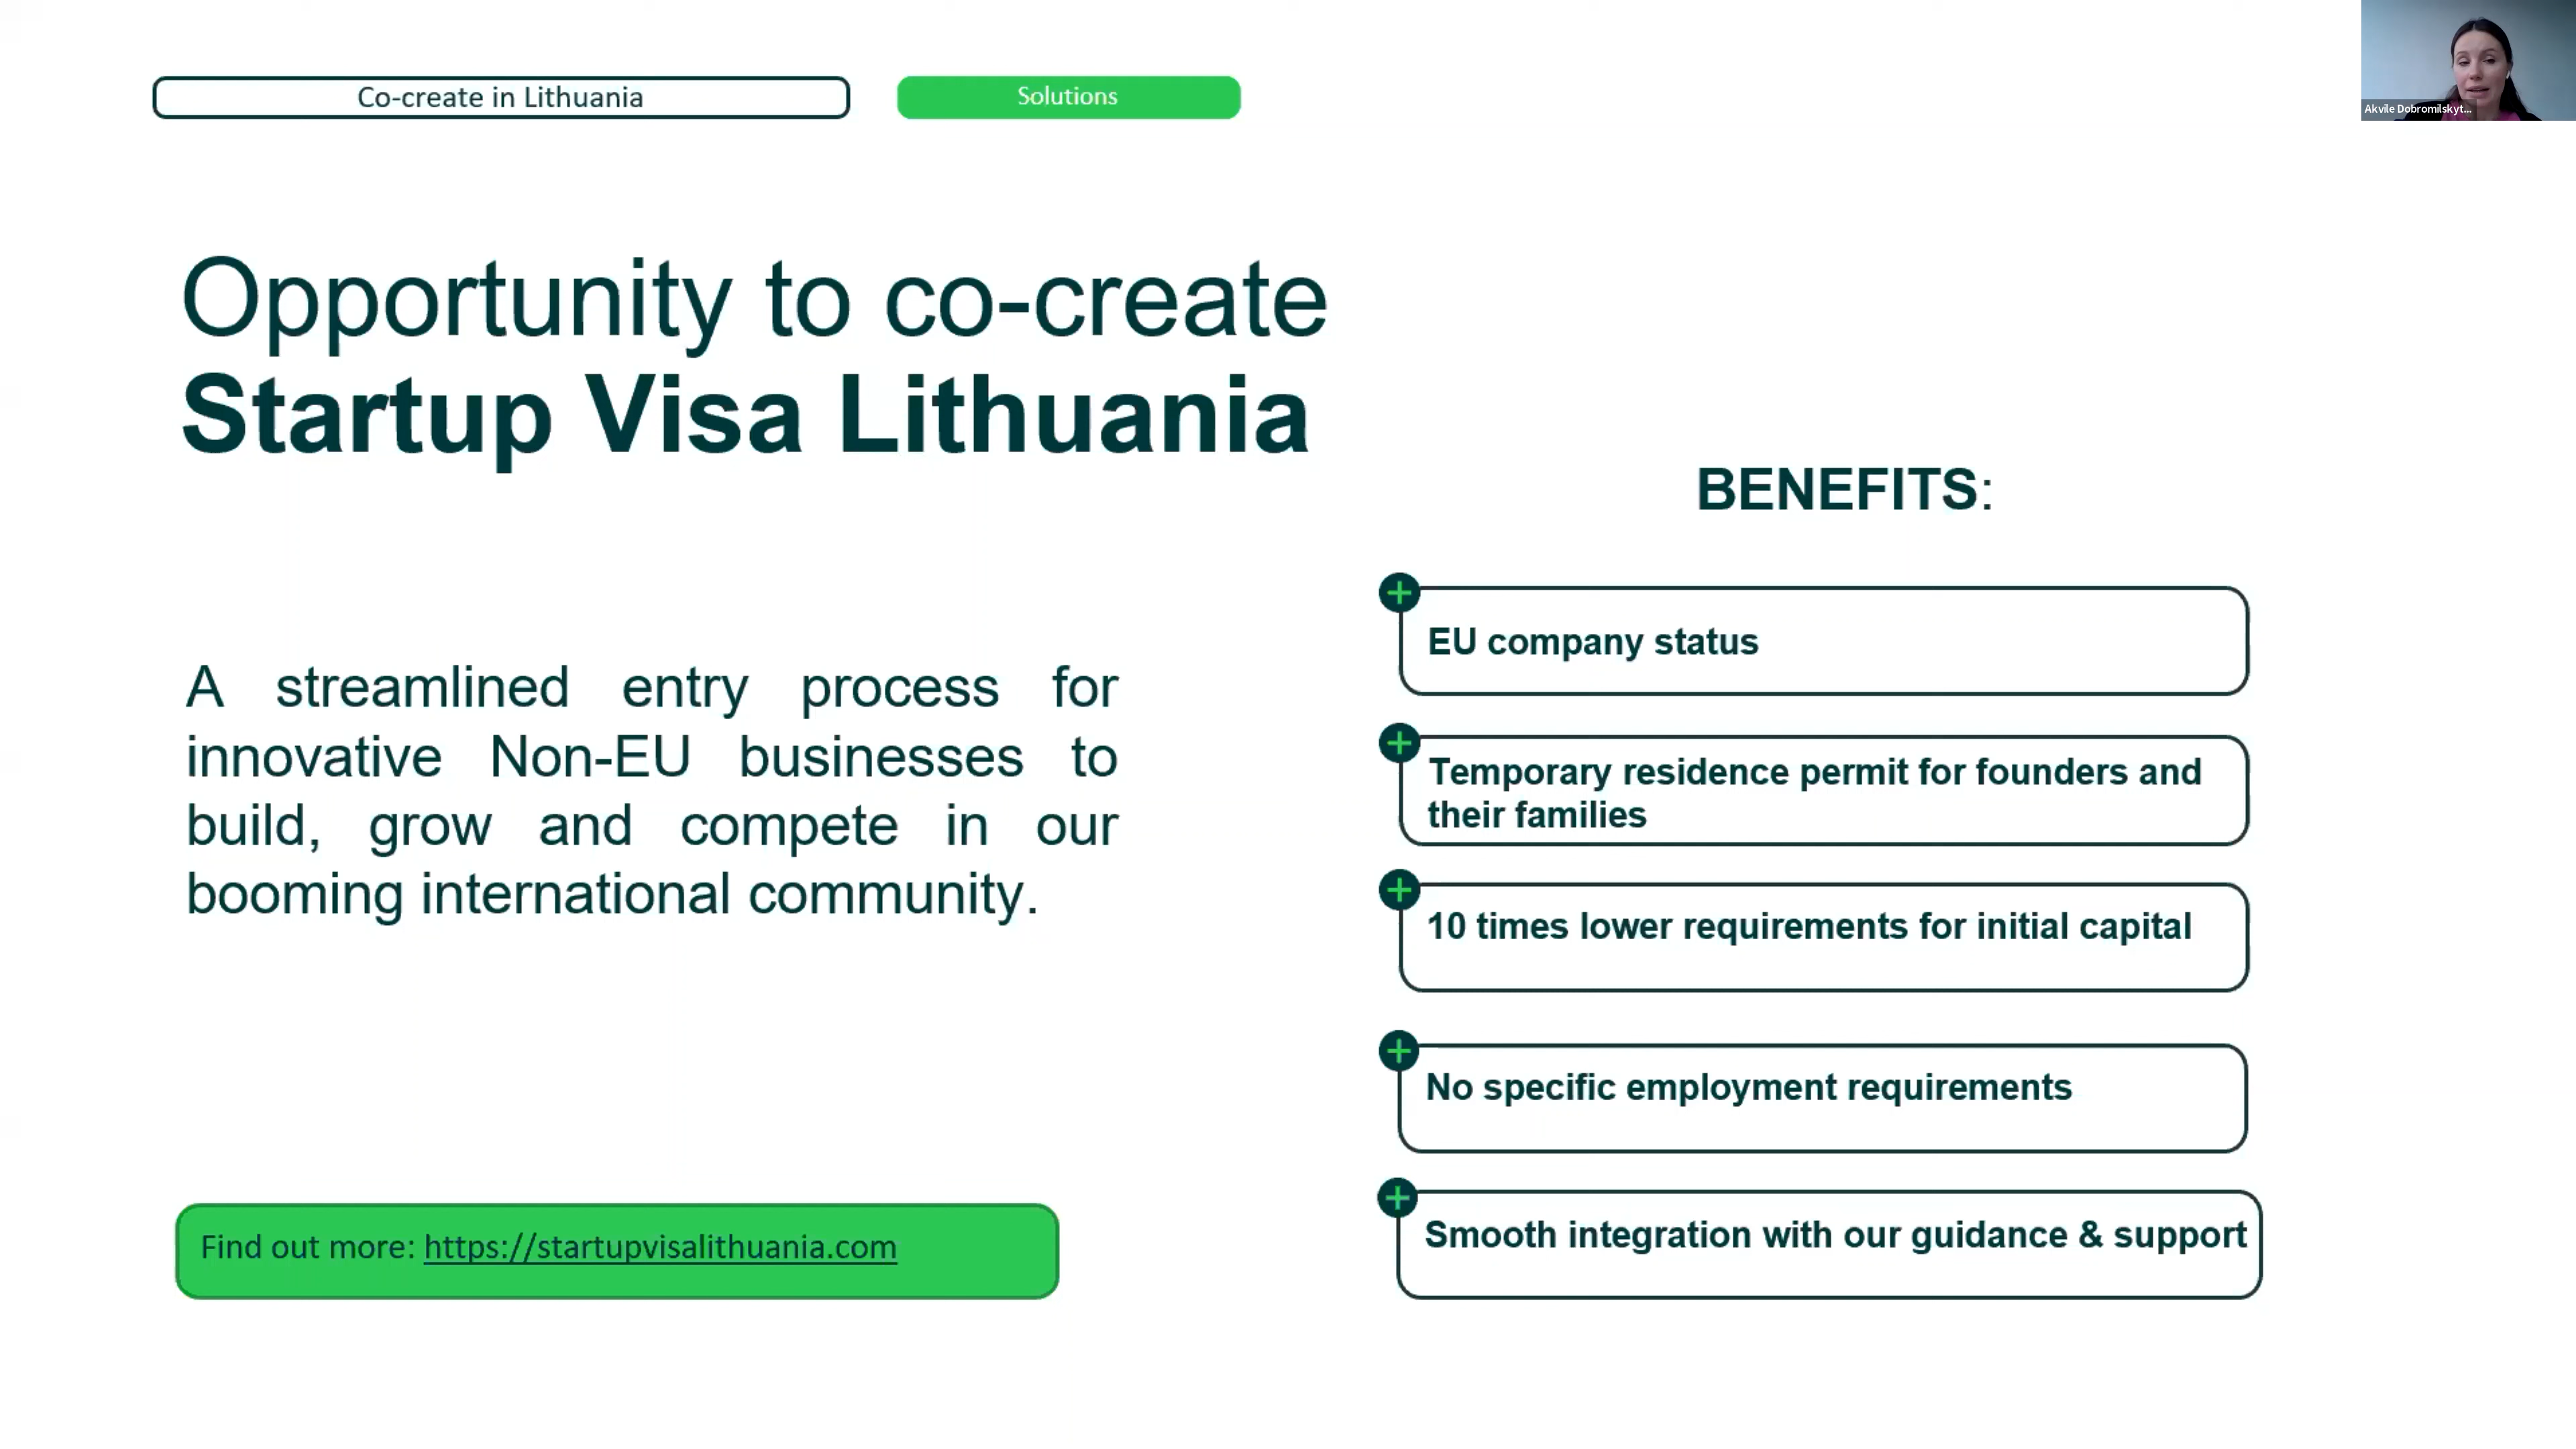 Co-create in Lithuania
Solutions
Akvile Dobromilskyt...
Opportunity to co-create
Startup Visa Lithuania
A streamlined entry process for
innovative Non-EU businesses to
build, grow and compete in our
booming international community.
Find out more: https://startupvisalithuania.com
BENEFITS:
EU company status
Temporary residence permit for founders and
their families
10 times lower requirements for initial capital
No specific employment requirements
Smooth integration with our guidance & support